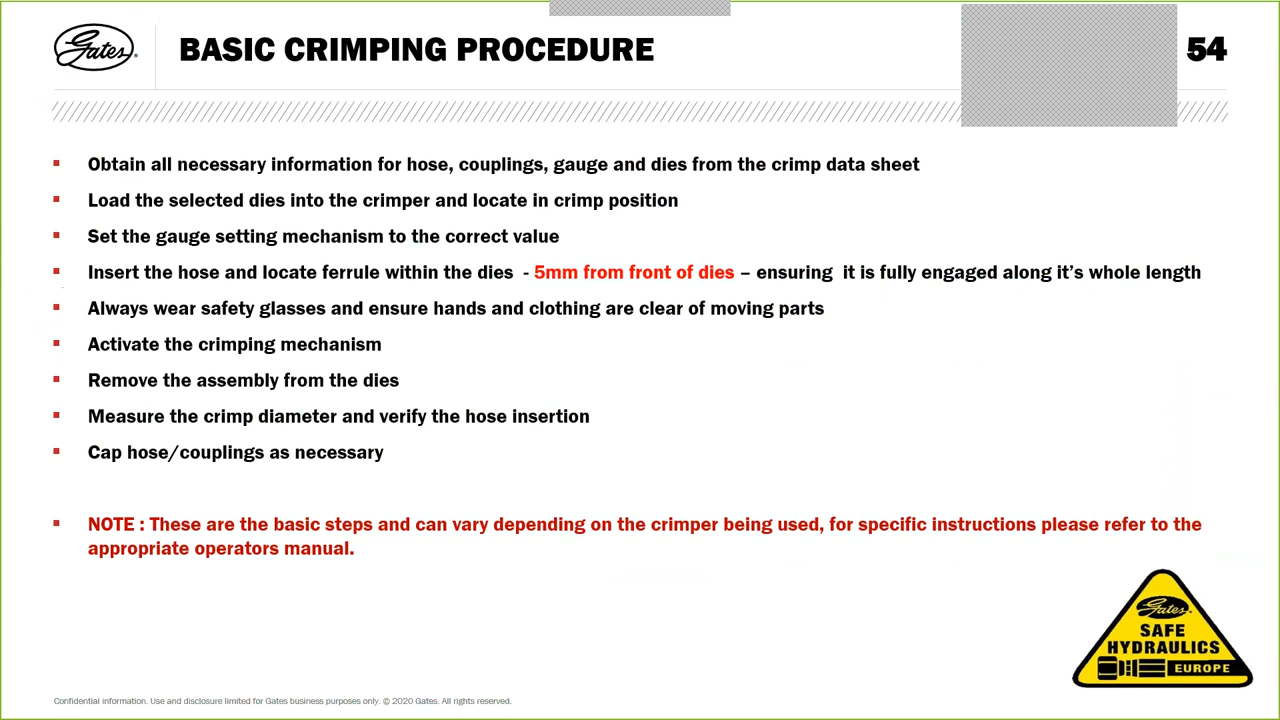 Gates
BASIC CRIMPING PROCEDURE
54
Obtain all necessary information for hose, couplings, gauge and dies from the crimp data sheet
Load the selected dies into the crimper and locate in crimp position
Set the gauge setting mechanism to the correct value
Insert the hose and locate ferrule within the dies - 5mm from front of dies – ensuring it is fully engaged along it’s whole length
Always wear safety glasses and ensure hands and clothing are clear of moving parts
Activate the crimping mechanism
Remove the assembly from the dies
Measure the crimp diameter and verify the hose insertion
Cap hose/couplings as necessary
NOTE : These are the basic steps and can vary depending on the crimper being used, for specific instructions please refer to the
appropriate operators manual.
Gates
SAFE
HYDRAULICS
EUROPE
Confidential information. Use and disclosure limited for Gates business purposes only. © 2020 Gates. All rights reserved.